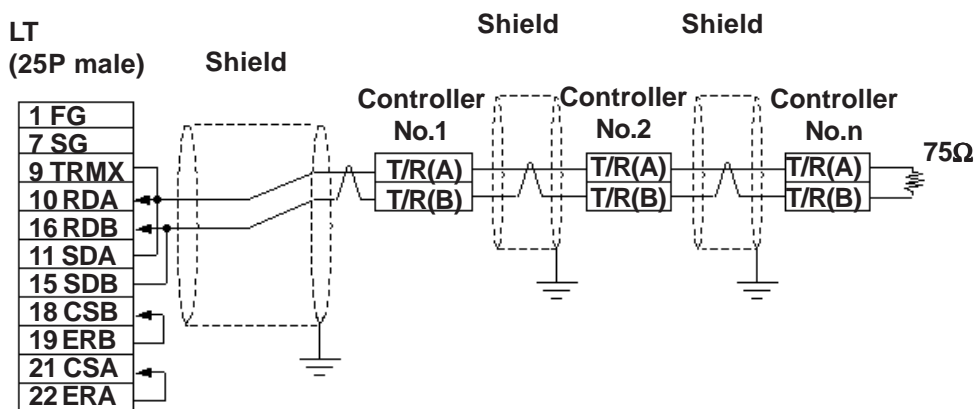 LT
(25P male)
Shield
Shield
Shield
1 FG
7 SG
9 TRMX
10 RDA
16 RDB
11 SDA
15 SDB
18 CSB
19 ERB
21 CSA
22 ERA
Controller
No.1
T/R(A)
T/R(B)
Controller
No.2
T/R(A)
T/R(B)
Controller
No.n
T/R(A)
T/R(B)
75Ω